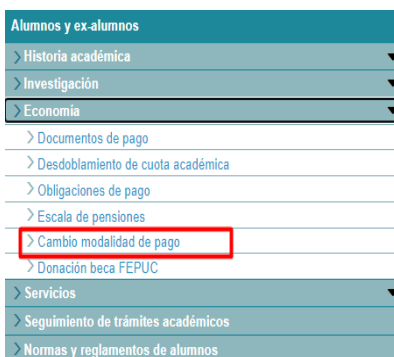 Alumnos y ex-alumnos
Historia académica
Investigación
Economía
Documentos de pago
Desdoblamiento de cuota académica
Obligaciones de pago
Escala de pensiones
Cambio modalidad de pago
Donación beca FEPUC
Servicios
Seguimiento de trámites académicos
Normas y reglamentos de alumnos